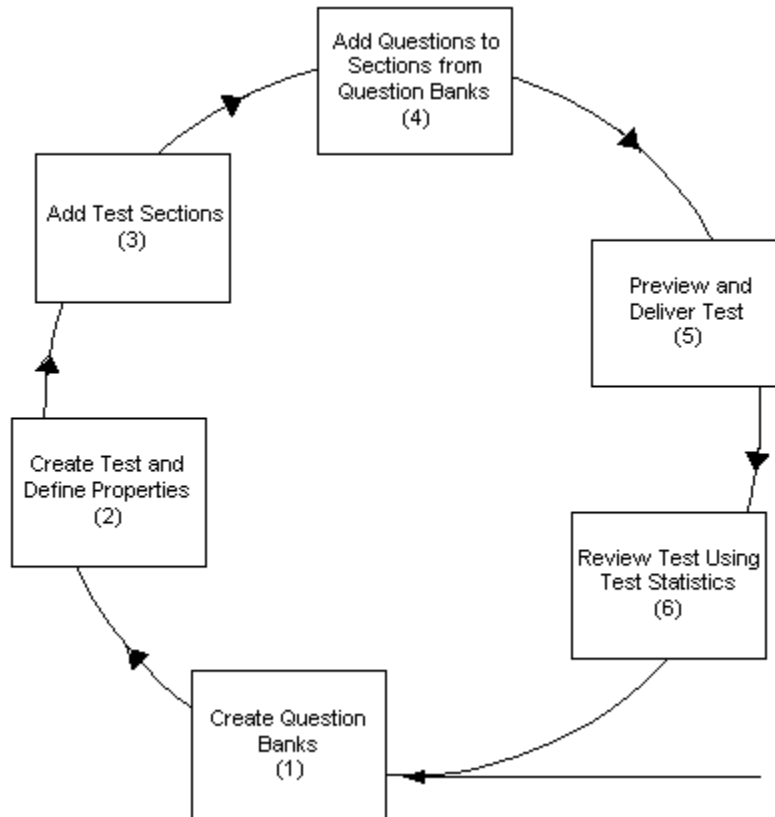 Add Questions to
Sections from
Question Banks
(4)
Add Test Sections
(3)
Preview and
Deliver Test
(5)
Create Test and
Define Properties
(2)
Review Test Using
Test Statistics
(6)
Create Question
Banks
(1)